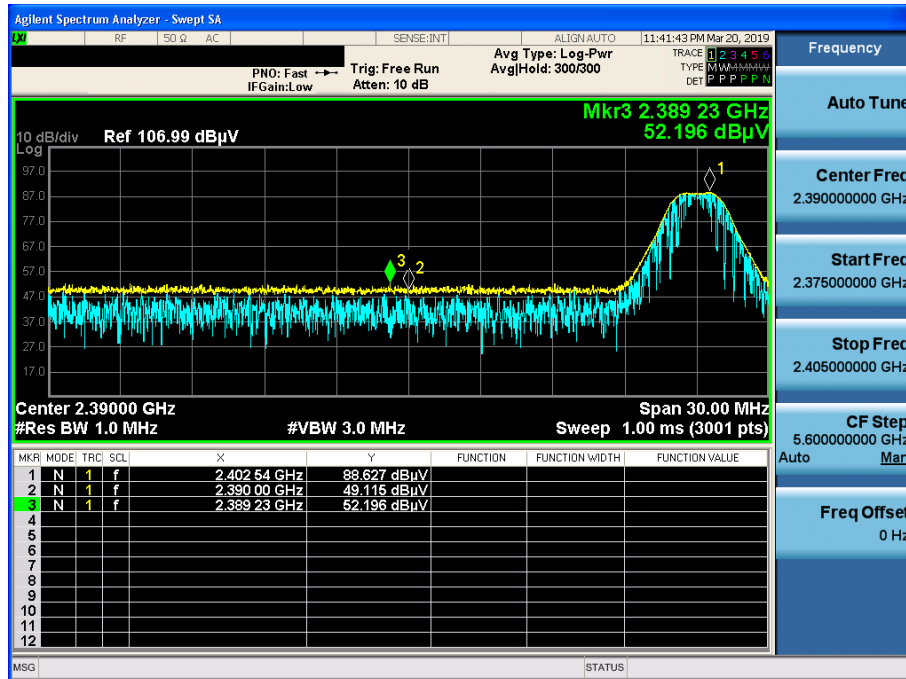 Agilent Spectrum Analyzer - Swept SA
LXI RF 50 Ω AC SENSE:INT ALIGN AUTO 11:41:43 PM Mar 20, 2019
PNO: Fast Trig: Free Run Avg Type: Log-Pwr TRACE 1 2 3 4 5 6
IFGain:Low Atten: 10 dB Avg|Hold: 300/300 TYPE M W
DET P P P P P N
Mkr3 2.389 23 GHz
52.196 dBµV
10 dB/div Ref 106.99 dBµV
Log
97.0
87.0
77.0
67.0
57.0
47.0
37.0
27.0
17.0
1
3 2
Center 2.39000 GHz Span 30.00 MHz
#Res BW 1.0 MHz #VBW 3.0 MHz Sweep 1.00 ms (3001 pts)
MKR MODE TRC SCL X Y FUNCTION FUNCTION WIDTH FUNCTION VALUE
1 N 1 f 2.402 54 GHz 88.627 dBµV
2 N 1 f 2.390 00 GHz 49.115 dBµV
3 N 1 f 2.389 23 GHz 52.196 dBµV
4
5
6
7
8
9
10
11
12
MSG STATUS
Frequency
Auto Tune
Center Freq
2.390000000 GHz
Start Freq
2.375000000 GHz
Stop Freq
2.405000000 GHz
CF Step
5.600000000 GHz
Auto Man
Freq Offset
0 Hz